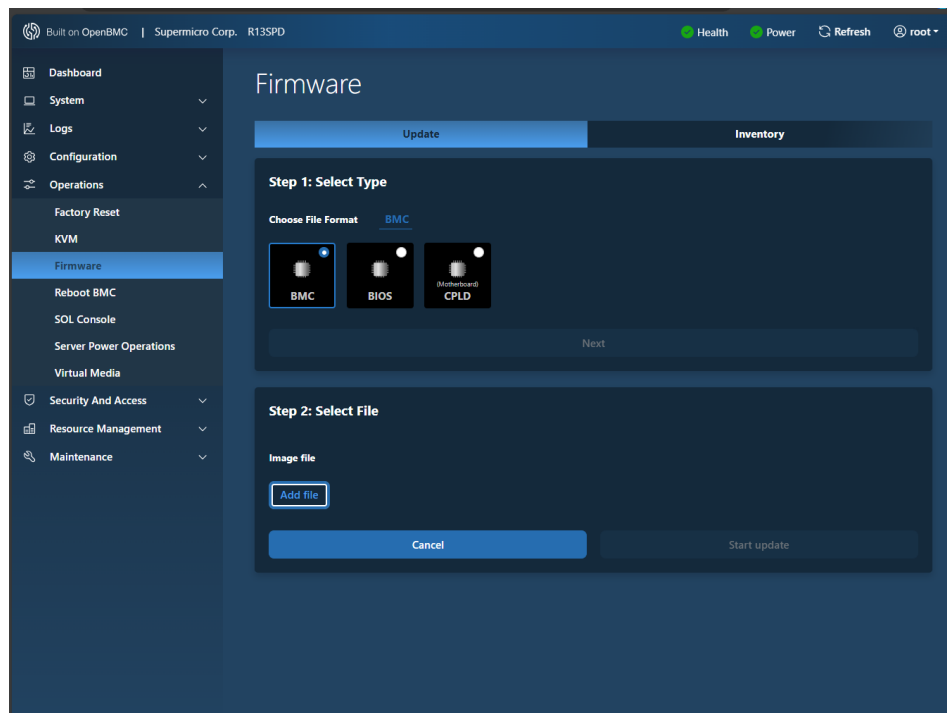 Built on OpenBMC | Supermicro Corp. R13SPD
Health Power Refresh root
Dashboard
System
Logs
Configuration
Operations
Factory Reset
KVM
Firmware
Reboot BMC
SOL Console
Server Power Operations
Virtual Media
Security And Access
Resource Management
Maintenance
Firmware
Update Inventory
Step 1: Select Type
Choose File Format BMC
BMC
BIOS
(Motherboard)
CPLD
Next
Step 2: Select File
Image file
Add file
Cancel Start update